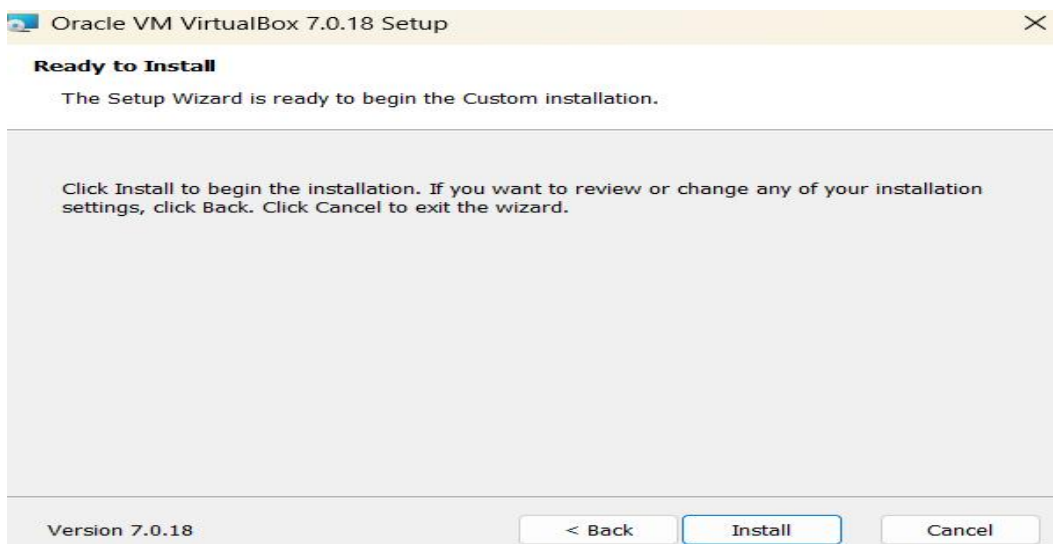 Oracle VM VirtualBox 7.0.18 Setup
Ready to Install
The Setup Wizard is ready to begin the Custom installation.
Click Install to begin the installation. If you want to review or change any of your installation
settings, click Back. Click Cancel to exit the wizard.
Version 7.0.18
< Back
Install
Cancel